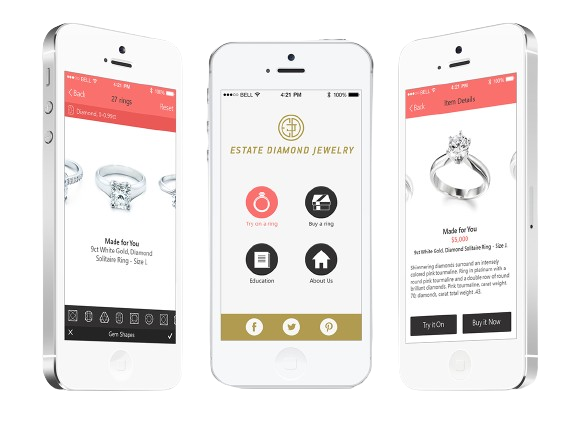 BELL 4:21 PM 100%
Back
27 rings
Reset
Diamond, 0-0.99ct
Made for You
9ct White Gold, Diamond
Solitaire Ring - Size L
Gem Shapes
BELL 4:21 PM 100%
ESTATE DIAMOND JEWELRY
Try on a ring
Buy a ring
Education
About Us
BELL 4:21 PM 100%
Back
Item Details
Made for You
$5,000
9ct White Gold, Diamond Solitaire Ring - Size L
Shimmering diamonds surround an intensely
colored pink tourmaline. Ring in platinum with a
round pink tourmaline and a double row of round
brilliant diamonds. Pink tourmaline, carat weight
.70; diamonds, carat total weight .43.
Try it On
Buy it Now